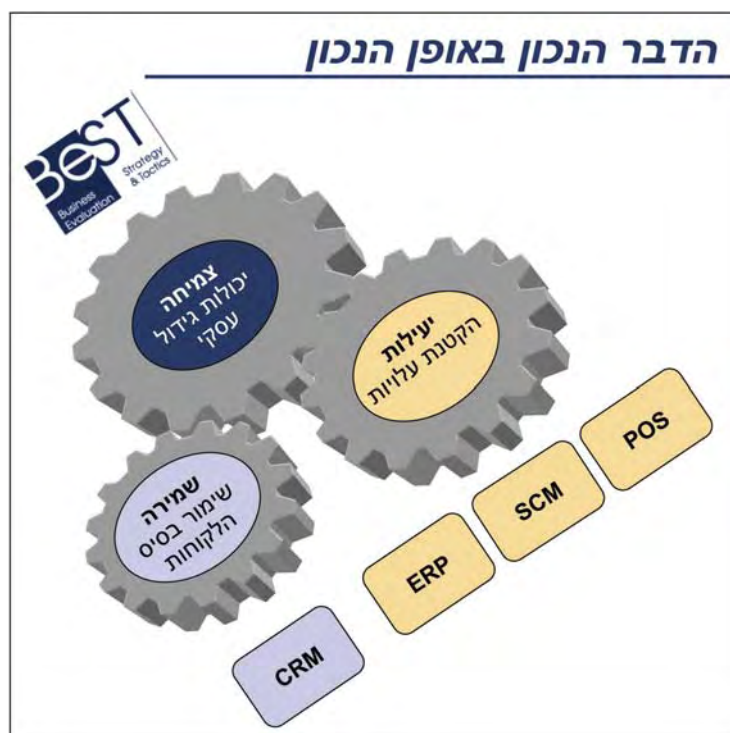 הדבר הנכון באופן הנכון
BeST
Business
Evaluation
Strategy
& Tactics
צמיחה
יכולות גידול
עסקי
יעילות
הקטנת עלויות
שמירה
שימור בסיס
הלקוחות
POS
SCM
ERP
CRM